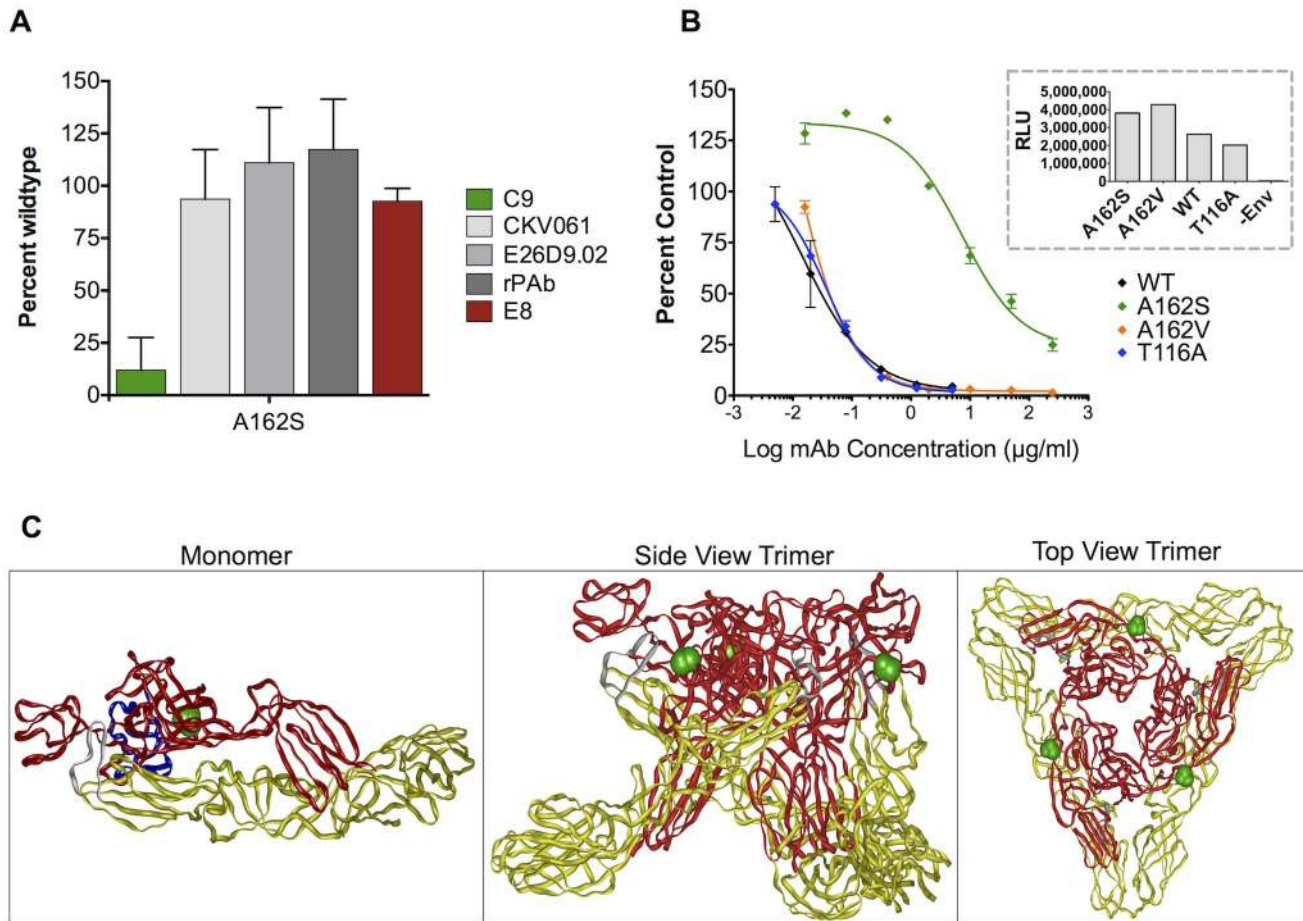 A
Percent wildtype
150
125
100
75
50
25
0
A162S
C9
CKV061
E26D9.02
rPAb
E8
B
Percent Control
150
125
100
75
50
25
0
-3 -2 -1 0 1 2 3
Log mAb Concentration (µg/ml)
RLU
5,000,000
4,000,000
3,000,000
2,000,000
1,000,000
0
A162S A162V WT T116A -Env
WT
A162S
A162V
T116A
C
Monomer
Side View Trimer
Top View Trimer